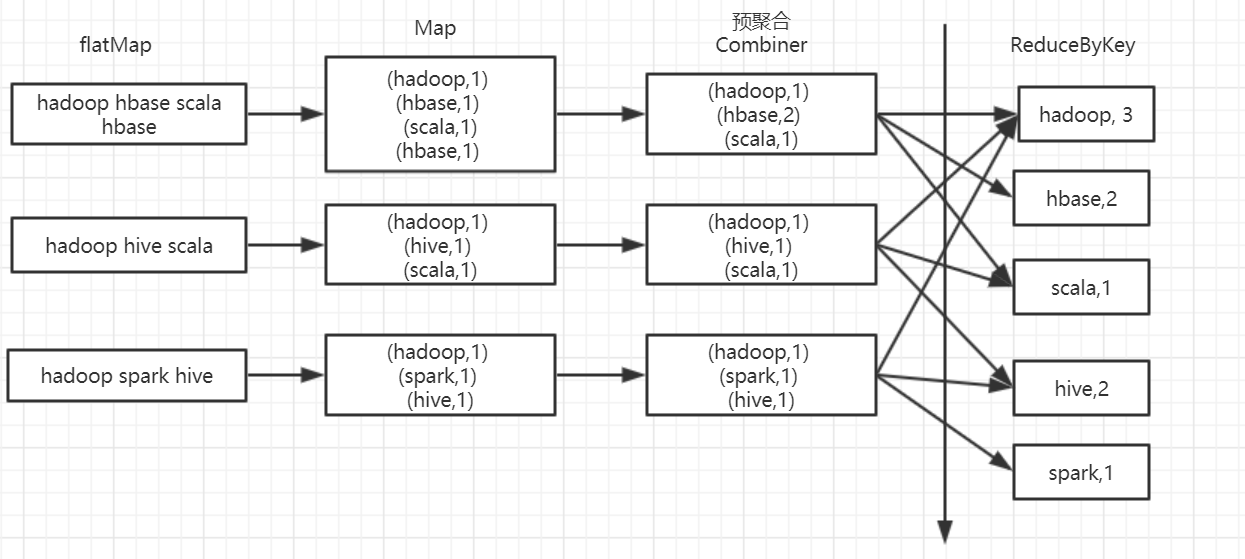 flatMap
Map
预聚合
Combiner
ReduceByKey
hadoop hbase scala
hbase
(hadoop,1)
(hbase,1)
(scala,1)
(hbase,1)
(hadoop,1)
(hbase,2)
(scala,1)
hadoop, 3
hbase,2
hadoop hive scala
(hadoop,1)
(hive,1)
(scala,1)
(hadoop,1)
(hive,1)
(scala,1)
scala,1
hadoop spark hive
(hadoop,1)
(spark,1)
(hive,1)
(hadoop,1)
(spark,1)
(hive,1)
hive,2
spark,1